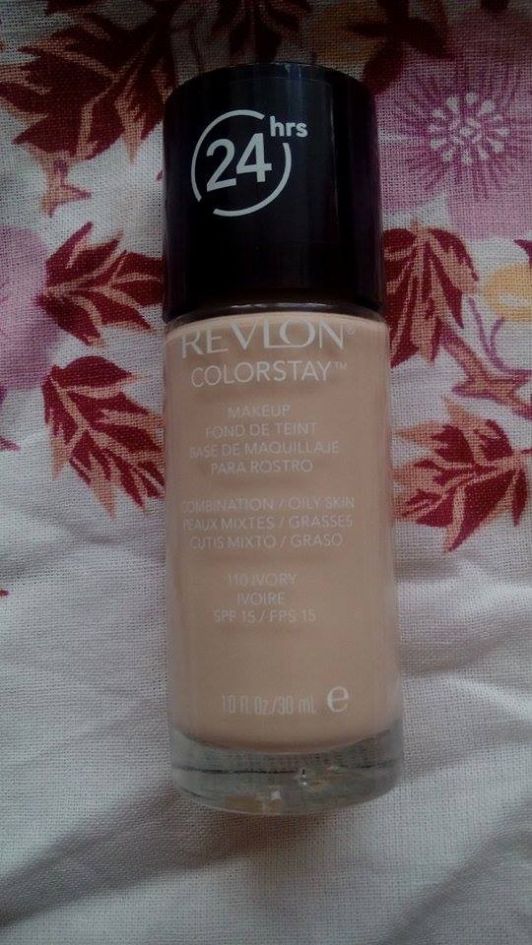 24 hrs
REVLON®
COLORSTAY™
MAKEUP
FOND DE TEINT
BASE DE MAQUILLAJE
PARA ROSTRO
COMBINATION / OILY SKIN
PEAUX MIXTES / GRASSES
CUTIS MIXTO / GRASO
110 IVORY
IVOIRE
SPF 15 / FPS 15
1.0 fl. Oz./30 mL ℮